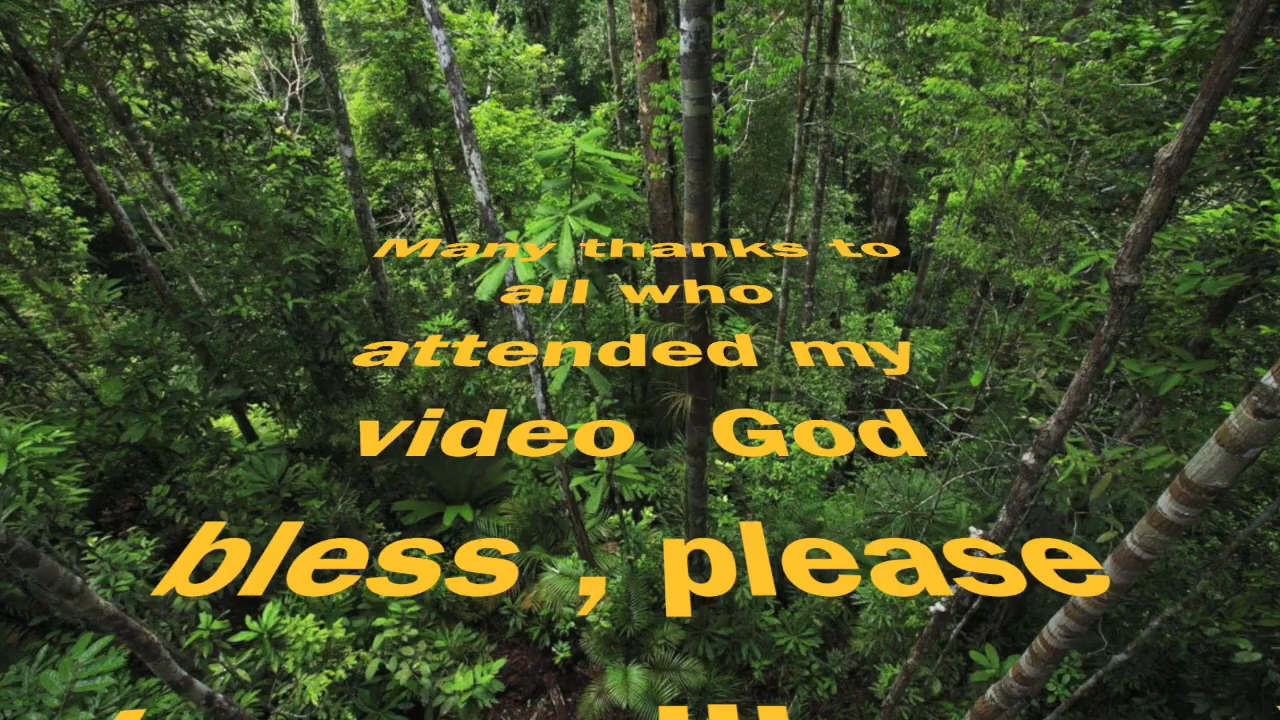 Many thanks to
all who
attended my
video God
bless , please